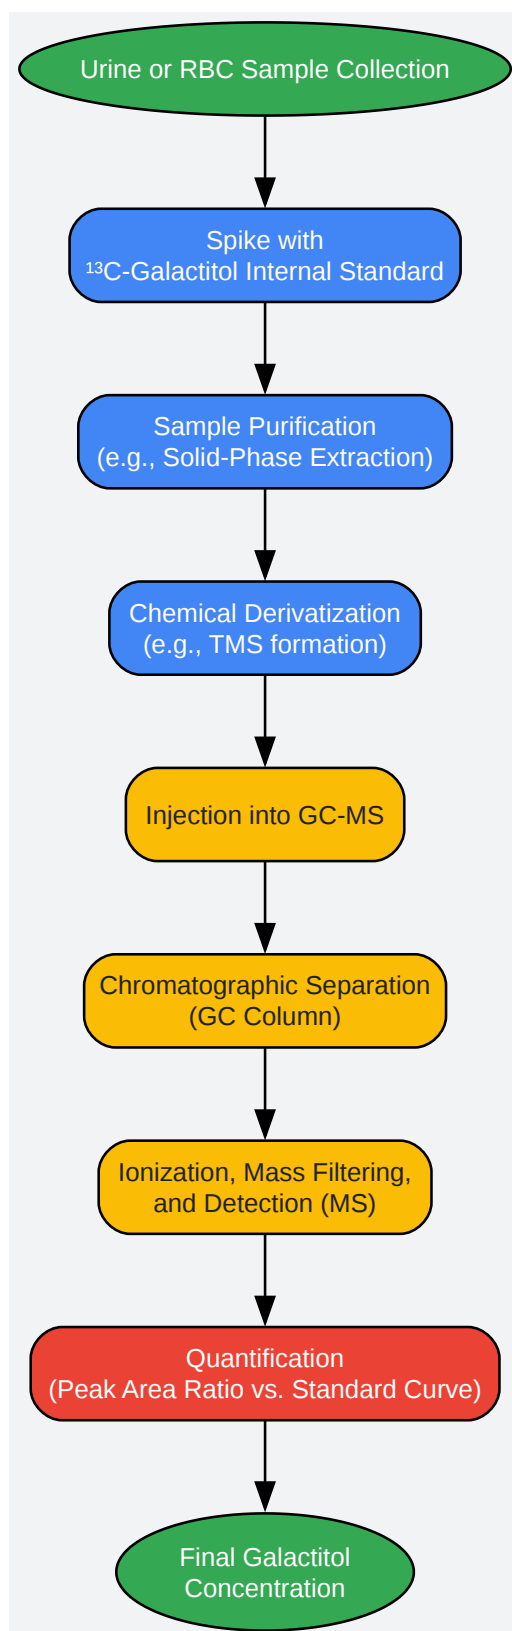 Urine or RBC Sample Collection
Spike with
¹³C-Galactitol Internal Standard
Sample Purification
(e.g., Solid-Phase Extraction)
Chemical Derivatization
(e.g., TMS formation)
Injection into GC-MS
Chromatographic Separation
(GC Column)
Ionization, Mass Filtering,
and Detection (MS)
Quantification
(Peak Area Ratio vs. Standard Curve)
Final Galactitol
Concentration